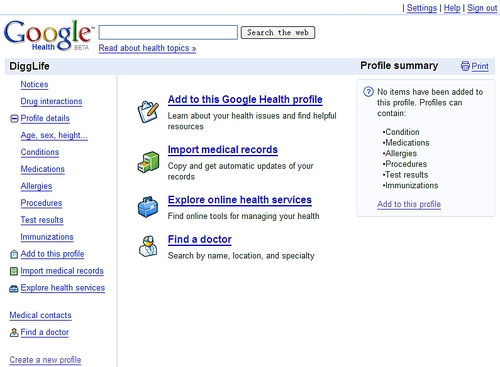 | Settings | Help | Sign out
Google™
Health BETA
Search the web
Read about health topics »
DiggLife
Notices
Drug interactions
Profile details
Age, sex, height...
Conditions
Medications
Allergies
Procedures
Test results
Immunizations
Add to this profile
Import medical records
Explore health services
Medical contacts
Find a doctor
Create a new profile
Add to this Google Health profile
Learn about your health issues and find helpful
resources
Import medical records
Copy and get automatic updates of your
records
Explore online health services
Find online tools for managing your health
Find a doctor
Search by name, location, and specialty
Profile summary
Print
No items have been added to
this profile. Profiles can
contain:
•Condition
•Medications
•Allergies
•Procedures
•Test results
•Immunizations
Add to this profile